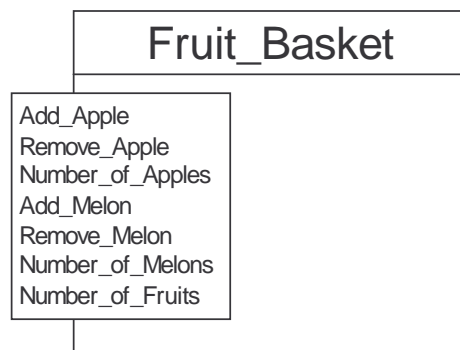 Fruit_Basket
Add_Apple
Remove_Apple
Number_of_Apples
Add_Melon
Remove_Melon
Number_of_Melons
Number_of_Fruits